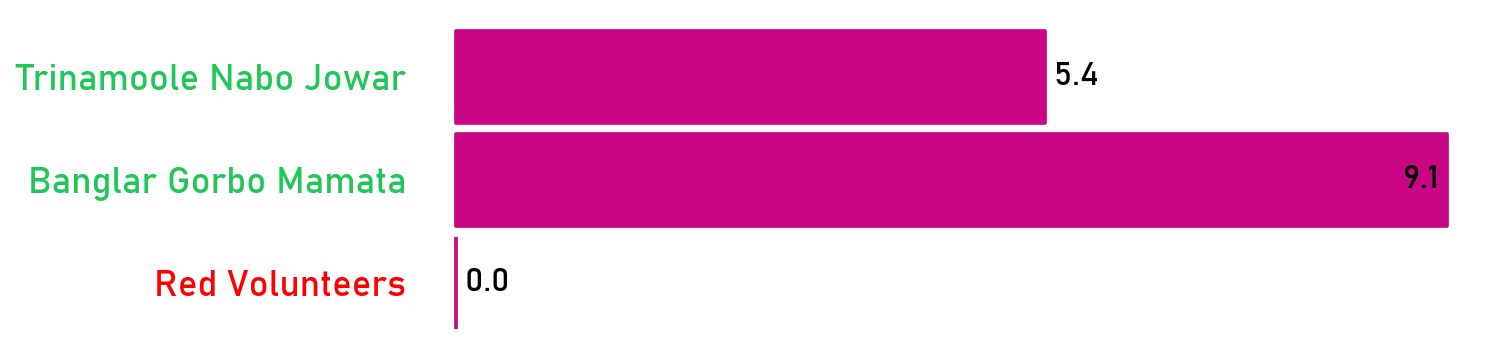 Trinamoole Nabo Jowar 5.4
Banglar Gorbo Mamata 9.1
Red Volunteers 0.0